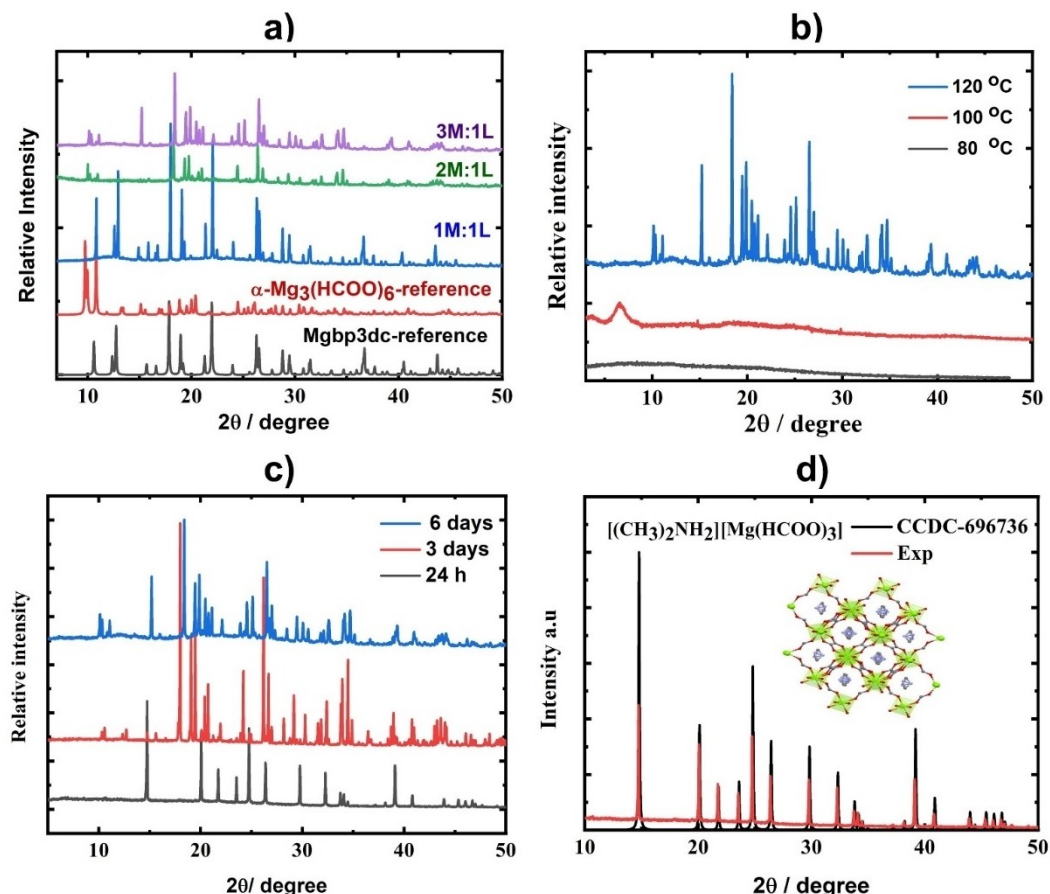 a)
3M:1L
2M:1L
1M:1L
α-Mg3(HCOO)6-reference
Mgbp3dc-reference
Relative Intensity
10 20 30 40 50
2θ / degree
b)
120 ᴼC
100 ᴼC
80 ᴼC
Relative intensity
10 20 30 40 50
2θ / degree
c)
6 days
3 days
24 h
Relative intensity
10 20 30 40 50
2θ/ degree
d)
[(CH3)2NH2][Mg(HCOO)3] CCDC-696736
Exp
Intensity a.u
10 20 30 40 50
2θ/ degree